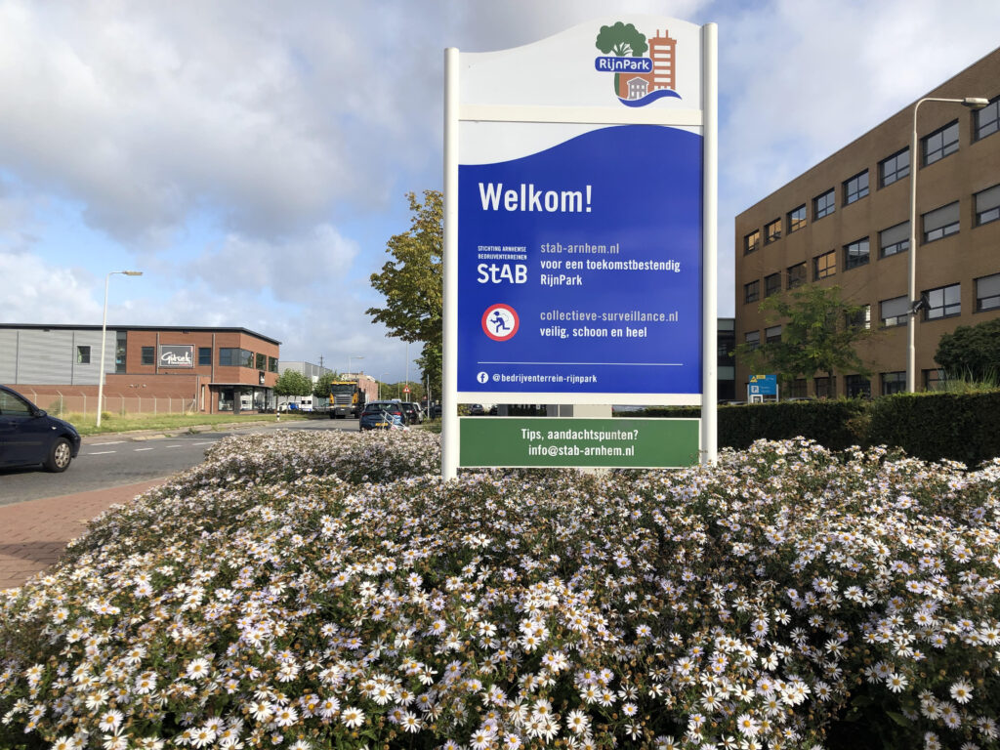 RijnPark
Welkom!
STICHTING ARNHEMSE
BEDRIJVENTERREINEN
StAB
stab-arnhem.nl
voor een toekomstbestendig
RijnPark
collectieve-surveillance.nl
veilig, schoon en heel
@bedrijventerrein-rijnpark
Tips, aandachtspunten?
info@stab-arnhem.nl
P